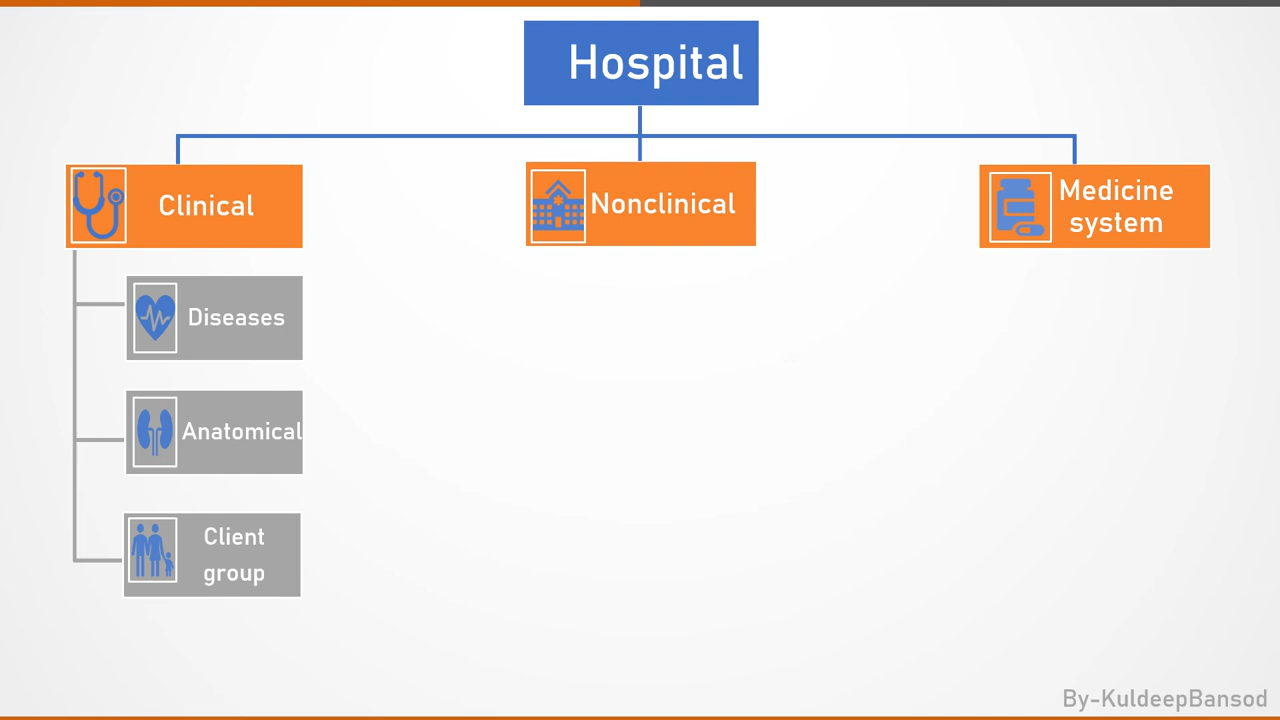 Hospital
Clinical
Nonclinical
Medicine
system
Diseases
Anatomical
Client
group
By-KuldeepBansod